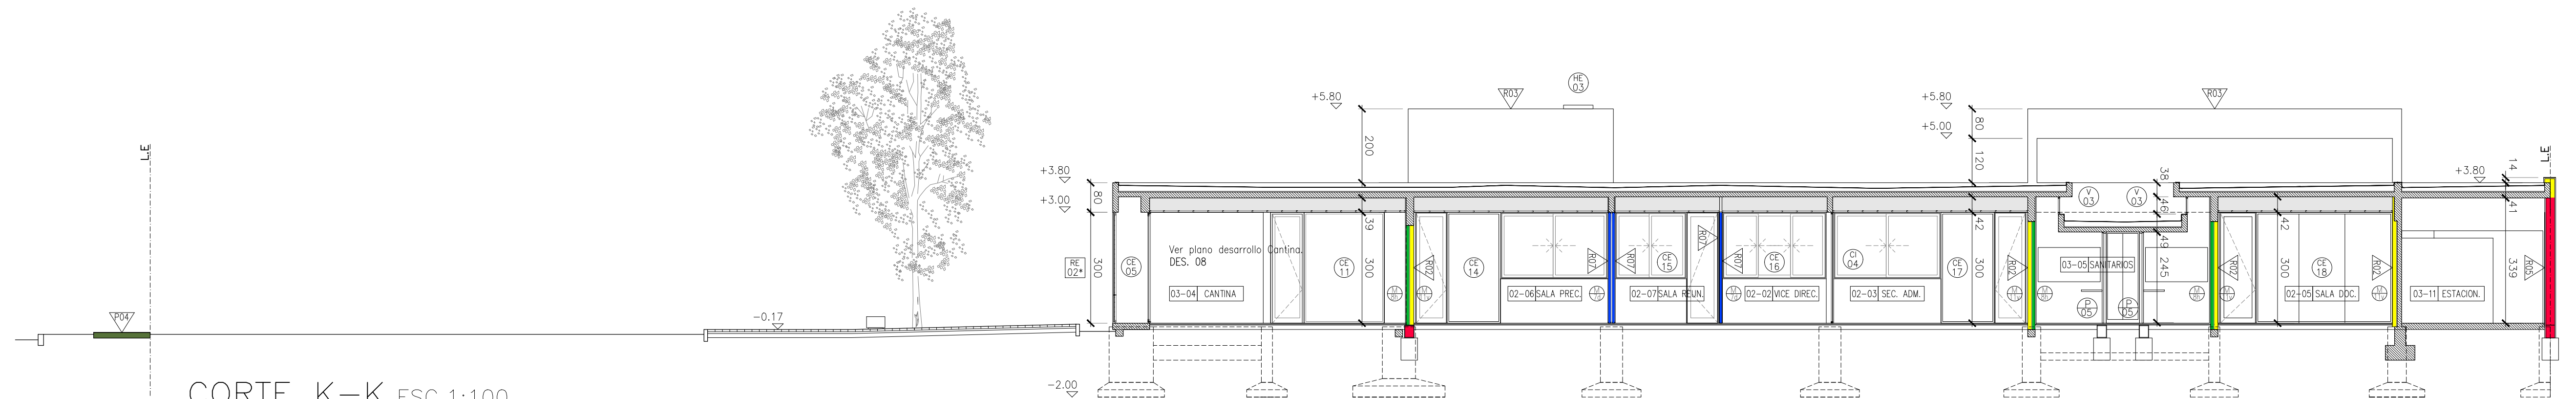 HE
03
R03
R03
+5.80
+5.80
+5.00
80
200
120
L.E
L.E
+3.80
+3.80
14
38
80
+3.00
V
03
V
03
46
41
39
42
42
49
Ver plano desarrollo Cantina.
DES. 08
RE
02*
300
CE
05
CE
11
300
R02
CE
14
R07
R07
CE
15
R07
R07
CE
16
CI
04
CE
17
300
R02
03-05 SANITARIOS
245
R02
300
CE
18
R02
339
R05
03-04 CANTINA
02-06 SALA PREC.
02-07 SALA REUN.
02-02 VICE DIREC.
02-03 SEC. ADM.
02-05 SALA DOC.
03-11 ESTACION.
P
05
P
05
P04
-0.17
-2.00
CORTE K-K ESC 1:100